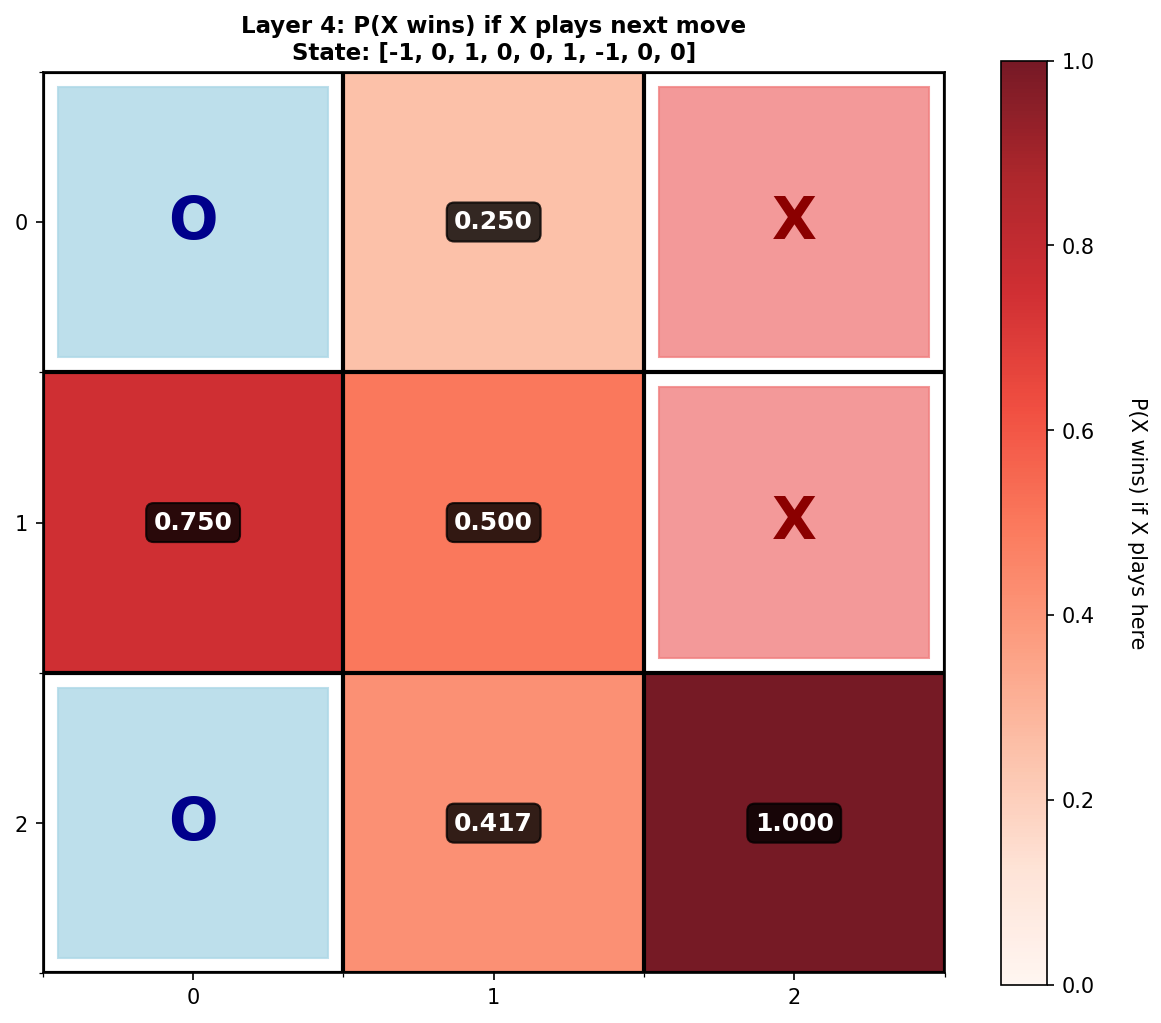 Layer 4: P(X wins) if X plays next move
State: [-1, 0, 1, 0, 0, 1, -1, 0, 0]
O
0.250
X
0.750
0.500
X
O
0.417
1.000
0
1
2
0
1
2
1.0
0.8
0.6
0.4
0.2
0.0
P(X wins) if X plays here